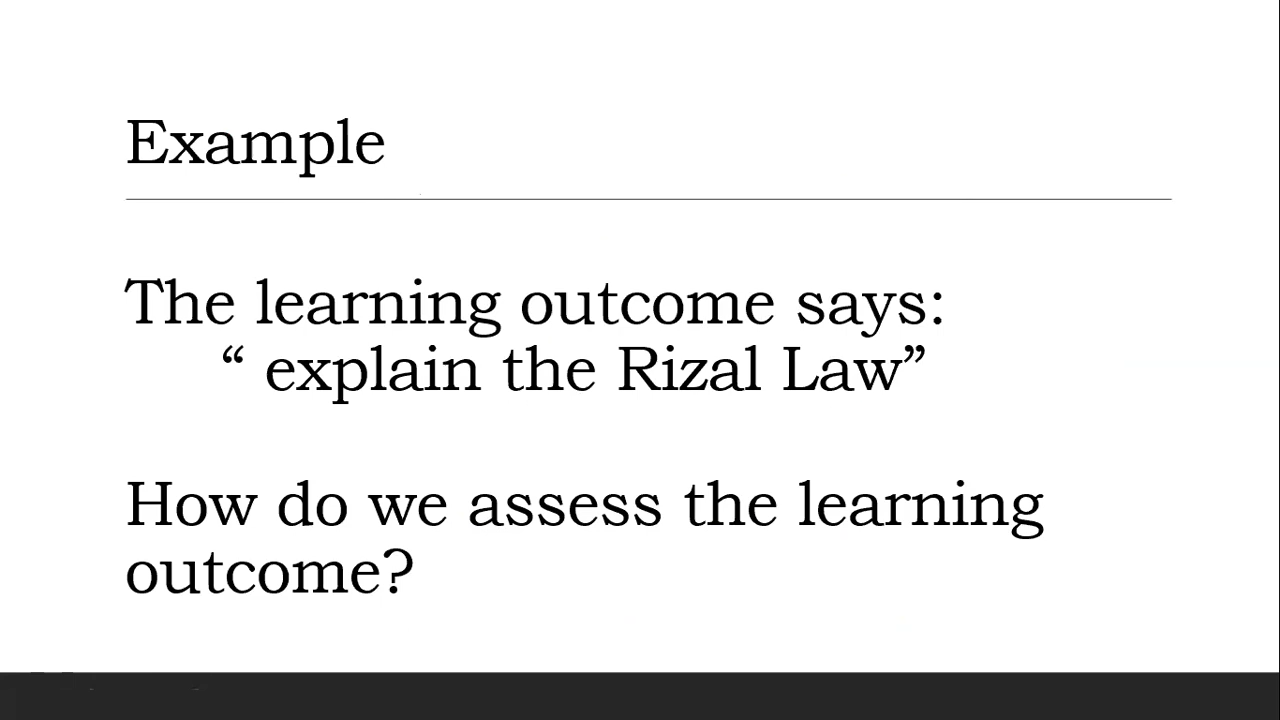 Example
The learning outcome says:
“ explain the Rizal Law”
How do we assess the learning
outcome?